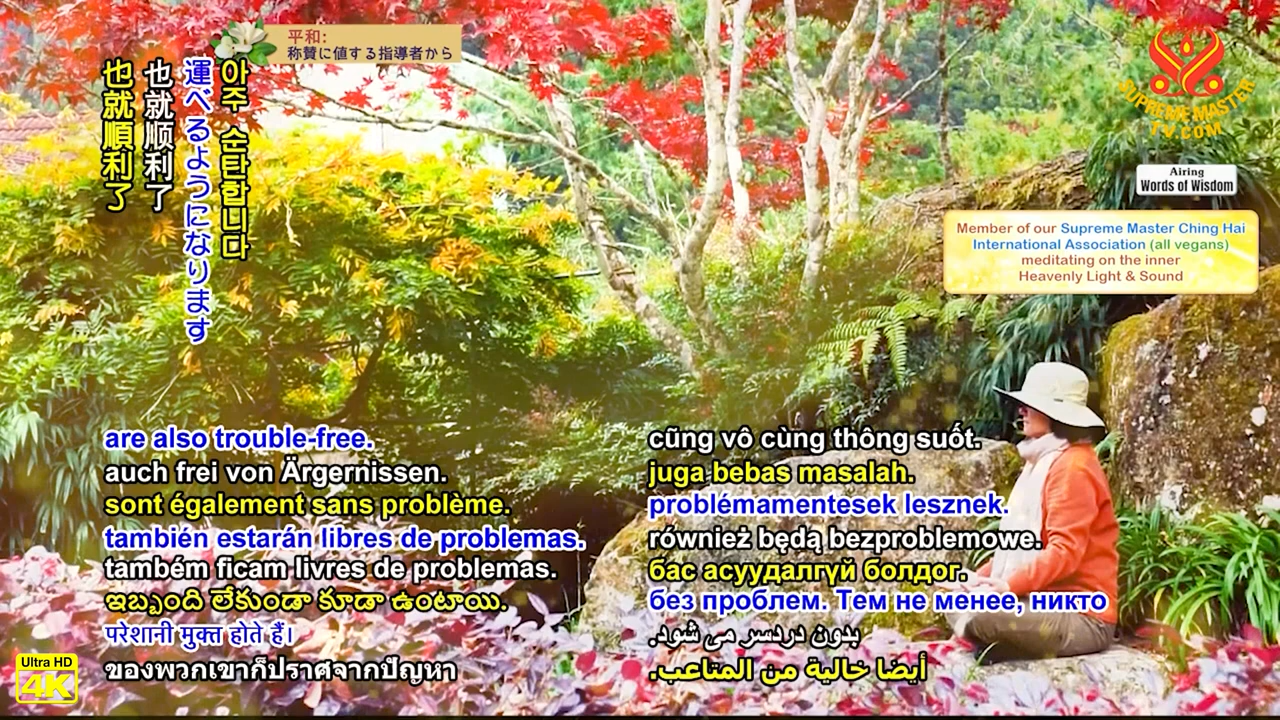 平和:
称賛に値する指導者から
아주 순탄합니다
運べるようになります
也就顺利了
也就順利了
SUPREME MASTER
TV.COM
Airing
Words of Wisdom
Member of our Supreme Master Ching Hai
International Association (all vegans)
meditating on the inner
Heavenly Light & Sound
are also trouble-free.
auch frei von Ärgernissen.
sont également sans problème.
también estarán libres de problemas.
também ficam livres de problemas.
ఇబ్బంది లేకుండా కూడా ఉంటాయి.
परेशानी मुक्त होते हैं।
ของพวกเขาก็ปราศจากปัญหา
cũng vô cùng thông suốt.
juga bebas masalah.
problémamentesek lesznek.
również będą bezproblemowe.
бас асуудалгүй болдог.
без проблем. Тем не менее, никто
بدون دردسر می شود.
أيضا خالية من المتاعب.
Ultra HD
4K